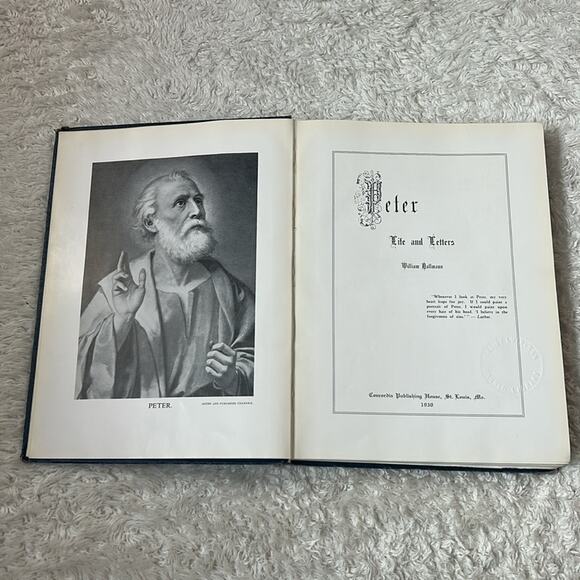 PETER.
Peter
Life and Letters
William Dallmann
"Whenever I look at Peter, my very
heart hops for joy. If I could paint a
portrait of Peter, I would paint upon
every hair of his head, 'I believe in the
forgiveness of sins.'" — Luther.
Concordia Publishing House, St. Louis, Mo.
1930